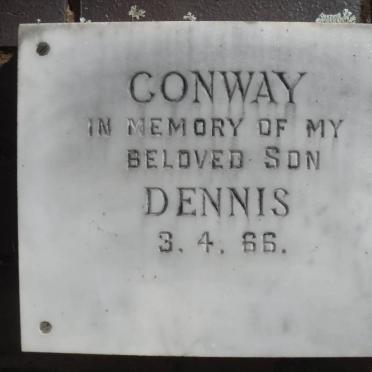 CONWAY
IN MEMORY OF MY
BELOVED SON
DENNIS
3. 4. 66.